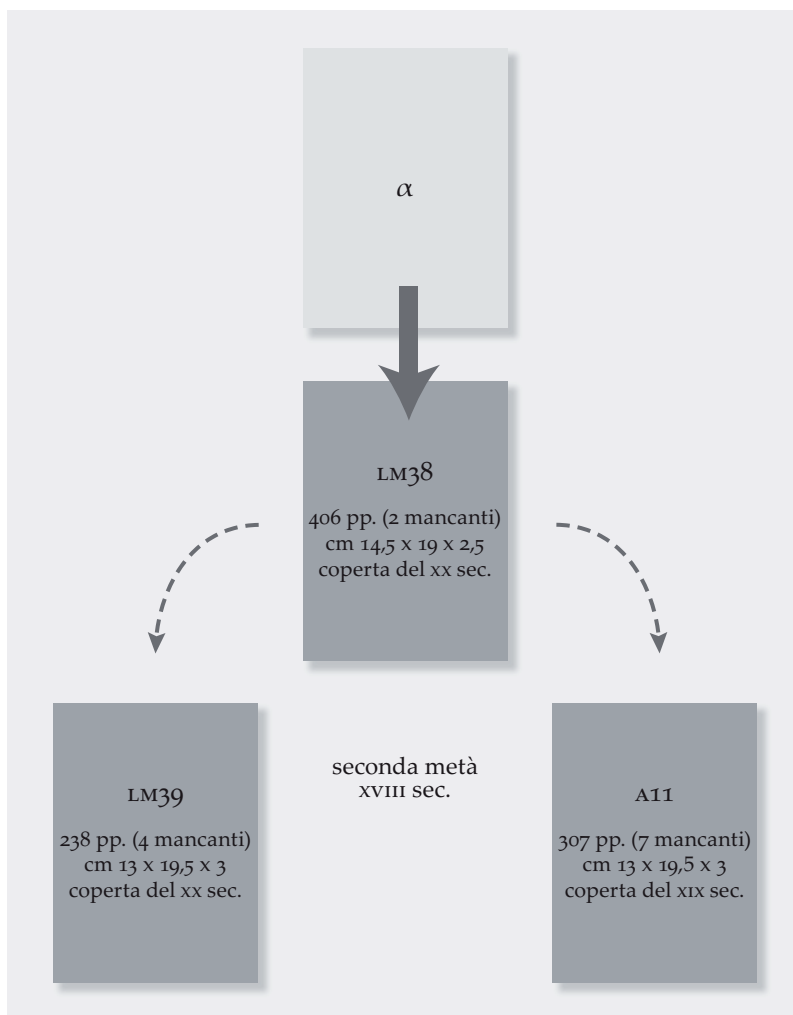 α
LM38
406 pp. (2 mancanti)
cm 14,5 x 19 x 2,5
coperta del XX sec.
LM39
238 pp. (4 mancanti)
cm 13 x 19,5 x 3
coperta del XX sec.
seconda metà
XVIII sec.
A11
307 pp. (7 mancanti)
cm 13 x 19,5 x 3
coperta del XIX sec.